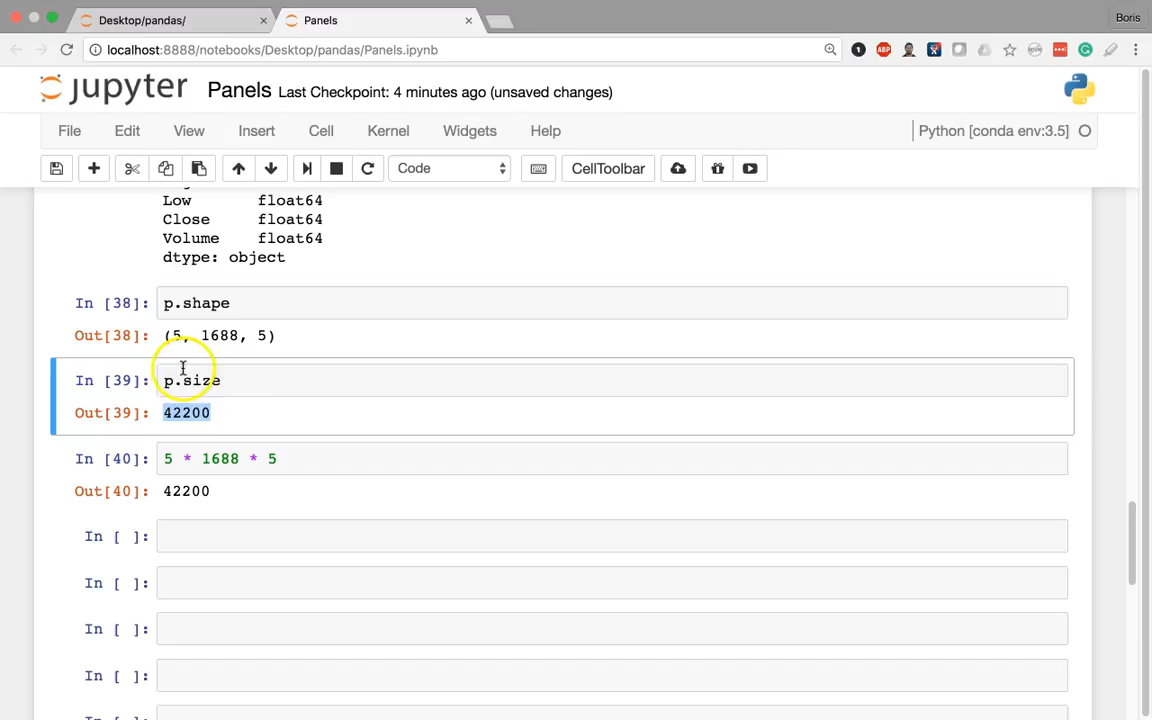 Desktop/pandas/
Panels
Boris
localhost:8888/notebooks/Desktop/pandas/Panels.ipynb
jupyter Panels Last Checkpoint: 4 minutes ago (unsaved changes)
File Edit View Insert Cell Kernel Widgets Help Python [conda env:3.5]
Code CellToolbar
Low float64
Close float64
Volume float64
dtype: object
In [38]: p.shape
Out[38]: (5, 1688, 5)
In [39]: p.size
Out[39]: 42200
In [40]: 5 * 1688 * 5
Out[40]: 42200
In [ ]:
In [ ]:
In [ ]:
In [ ]: